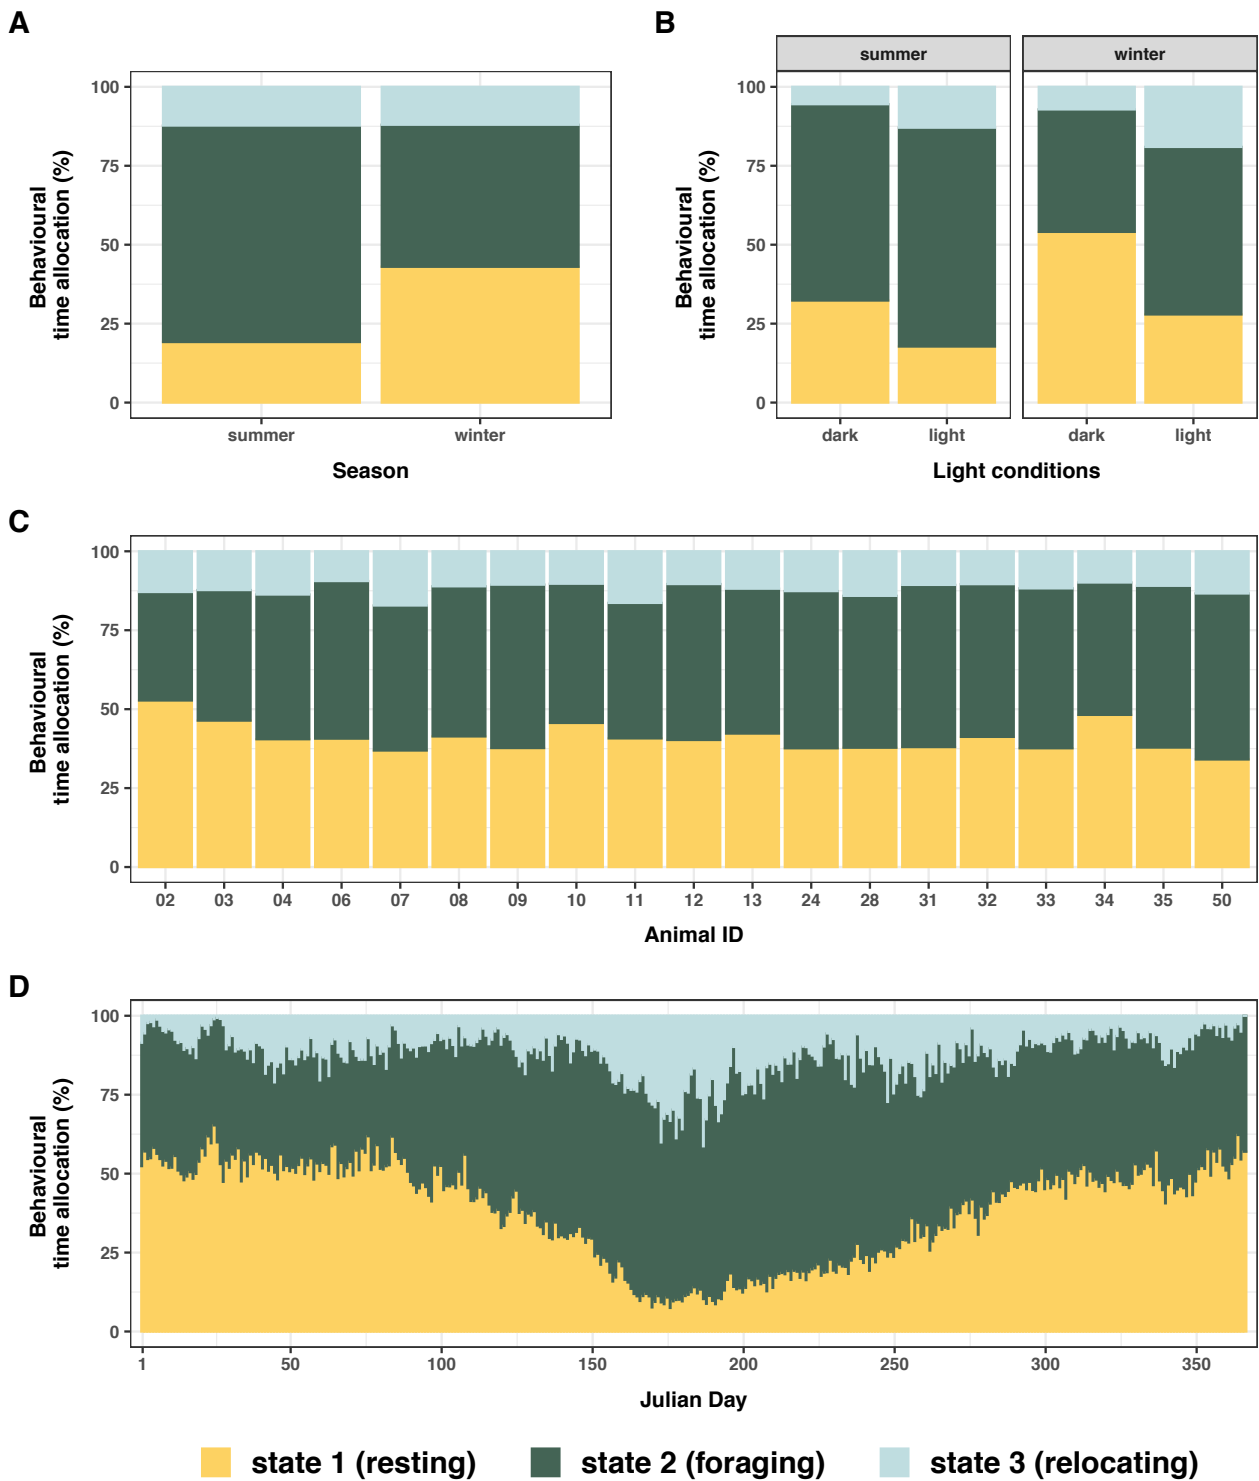 A
B
summer
winter
100
75
50
25
0
Behavioural
time allocation (%)
summer
winter
Season
100
75
50
25
0
Behavioural
time allocation (%)
dark
light
dark
light
Light conditions
C
100
75
50
25
0
Behavioural
time allocation (%)
02 03 04 06 07 08 09 10 11 12 13 24 28 31 32 33 34 35 50
Animal ID
D
100
75
50
25
0
Behavioural
time allocation (%)
1 50 100 150 200 250 300 350
Julian Day
state 1 (resting) state 2 (foraging) state 3 (relocating)